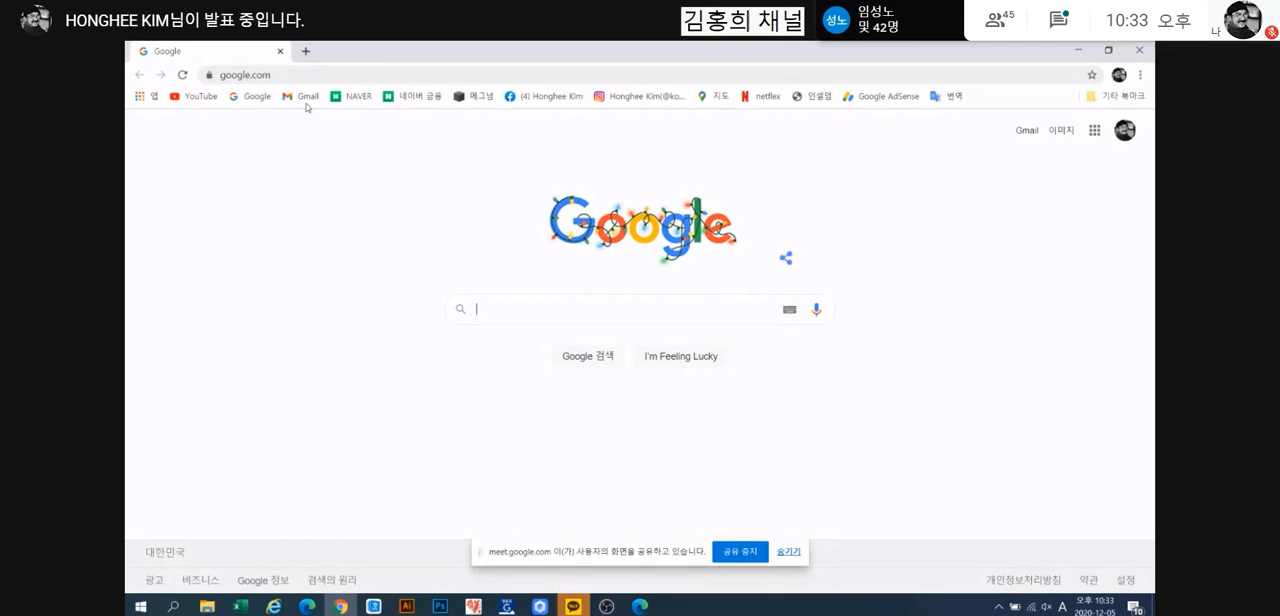 HONGHEE KIM님이 발표 중입니다.
김홍희 채널
성노
임성노
및 42명
45
10:33 오후
나
Google
google.com
앱
YouTube
Google
Gmail
NAVER
네이버 금융
메그넘
(4) Honghee Kim
Honghee Kim(@ko...
지도
netflex
인셀덤
Google AdSense
번역
기타 북마크
Gmail
이미지
Google
Google 검색
I'm Feeling Lucky
meet.google.com 이(가) 사용자의 화면을 공유하고 있습니다.
공유 중지
숨기기
대한민국
광고
비즈니스
Google 정보
검색의 원리
개인정보처리방침
약관
설정
Ai
Ps
A
오후 10:33
2020-12-05
10